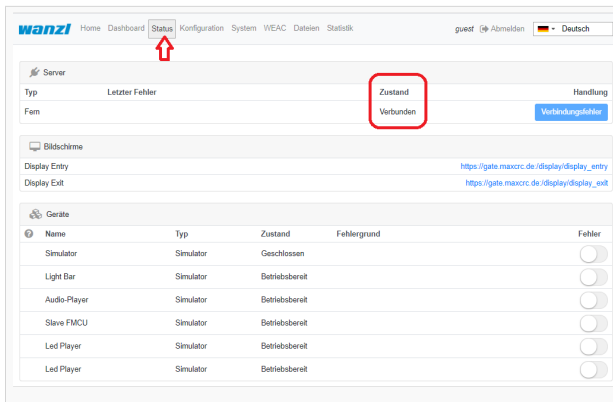 wanzl Home Dashboard Status Konfiguration System WEAC Dateien Statistik guest Abmelden Deutsch
Server
Typ Letzter Fehler Zustand Handlung
Fern Verbunden Verbindungsfehler
Bildschirme
Display Entry https://gate.maxcrc.de:/display/display_entry
Display Exit https://gate.maxcrc.de:/display/display_exit
Geräte
? Name Typ Zustand Fehlergrund Fehler
Simulator Simulator Geschlossen
Light Bar Simulator Betriebsbereit
Audio-Player Simulator Betriebsbereit
Slave FMCU Simulator Betriebsbereit
Led Player Simulator Betriebsbereit
Led Player Simulator Betriebsbereit